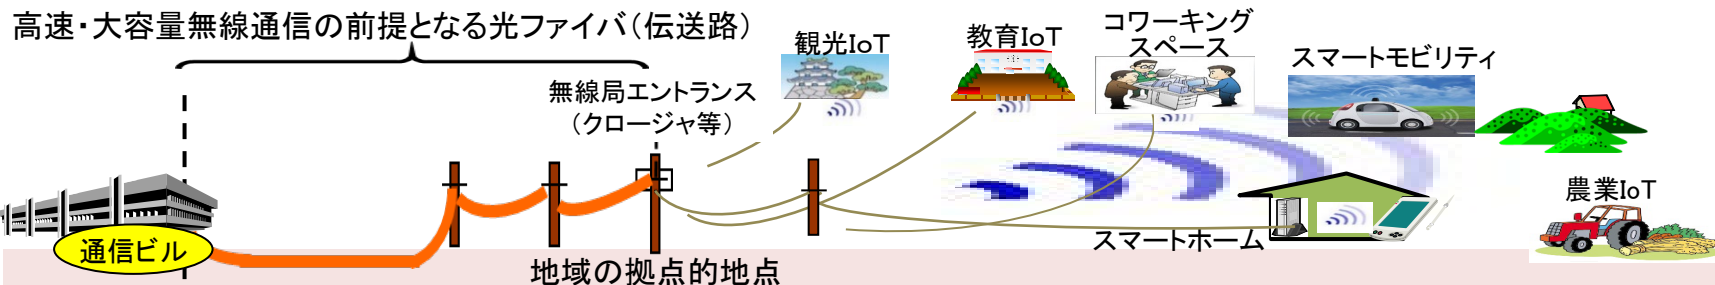 高速・大容量無線通信の前提となる光ファイバ(伝送路)
無線局エントランス
(クロージャ等)
観光IoT
教育IoT
コワーキング
スペース
スマートモビリティ
通信ビル
地域の拠点的地点
スマートホーム
農業IoT